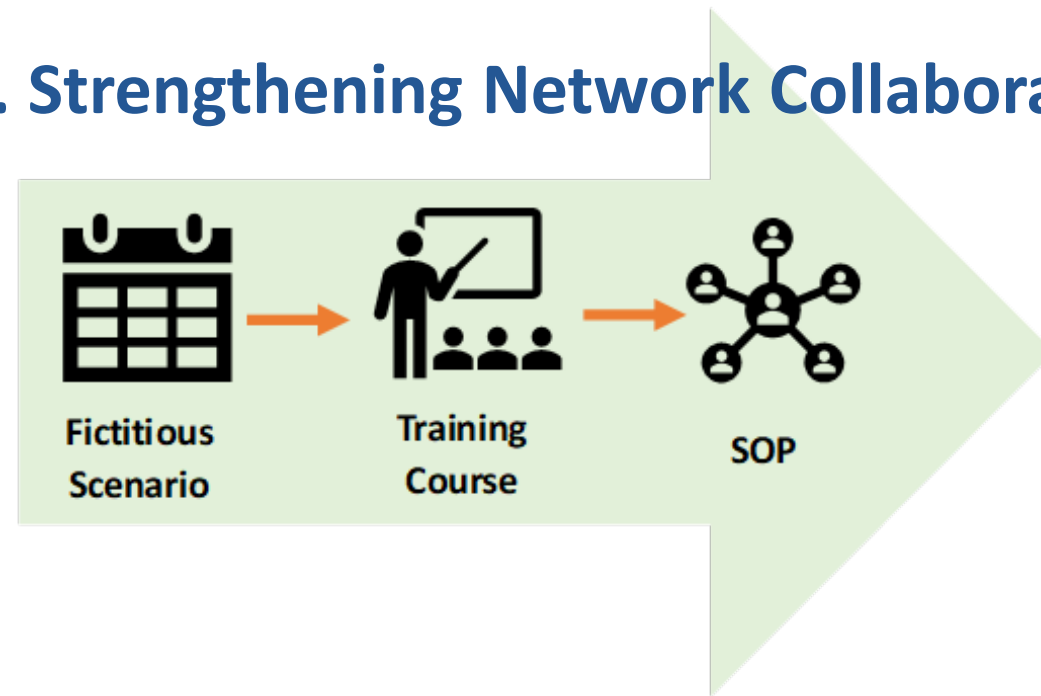 . Strengthening Network Collabora
Fictitious
Scenario
Training
Course
SOP